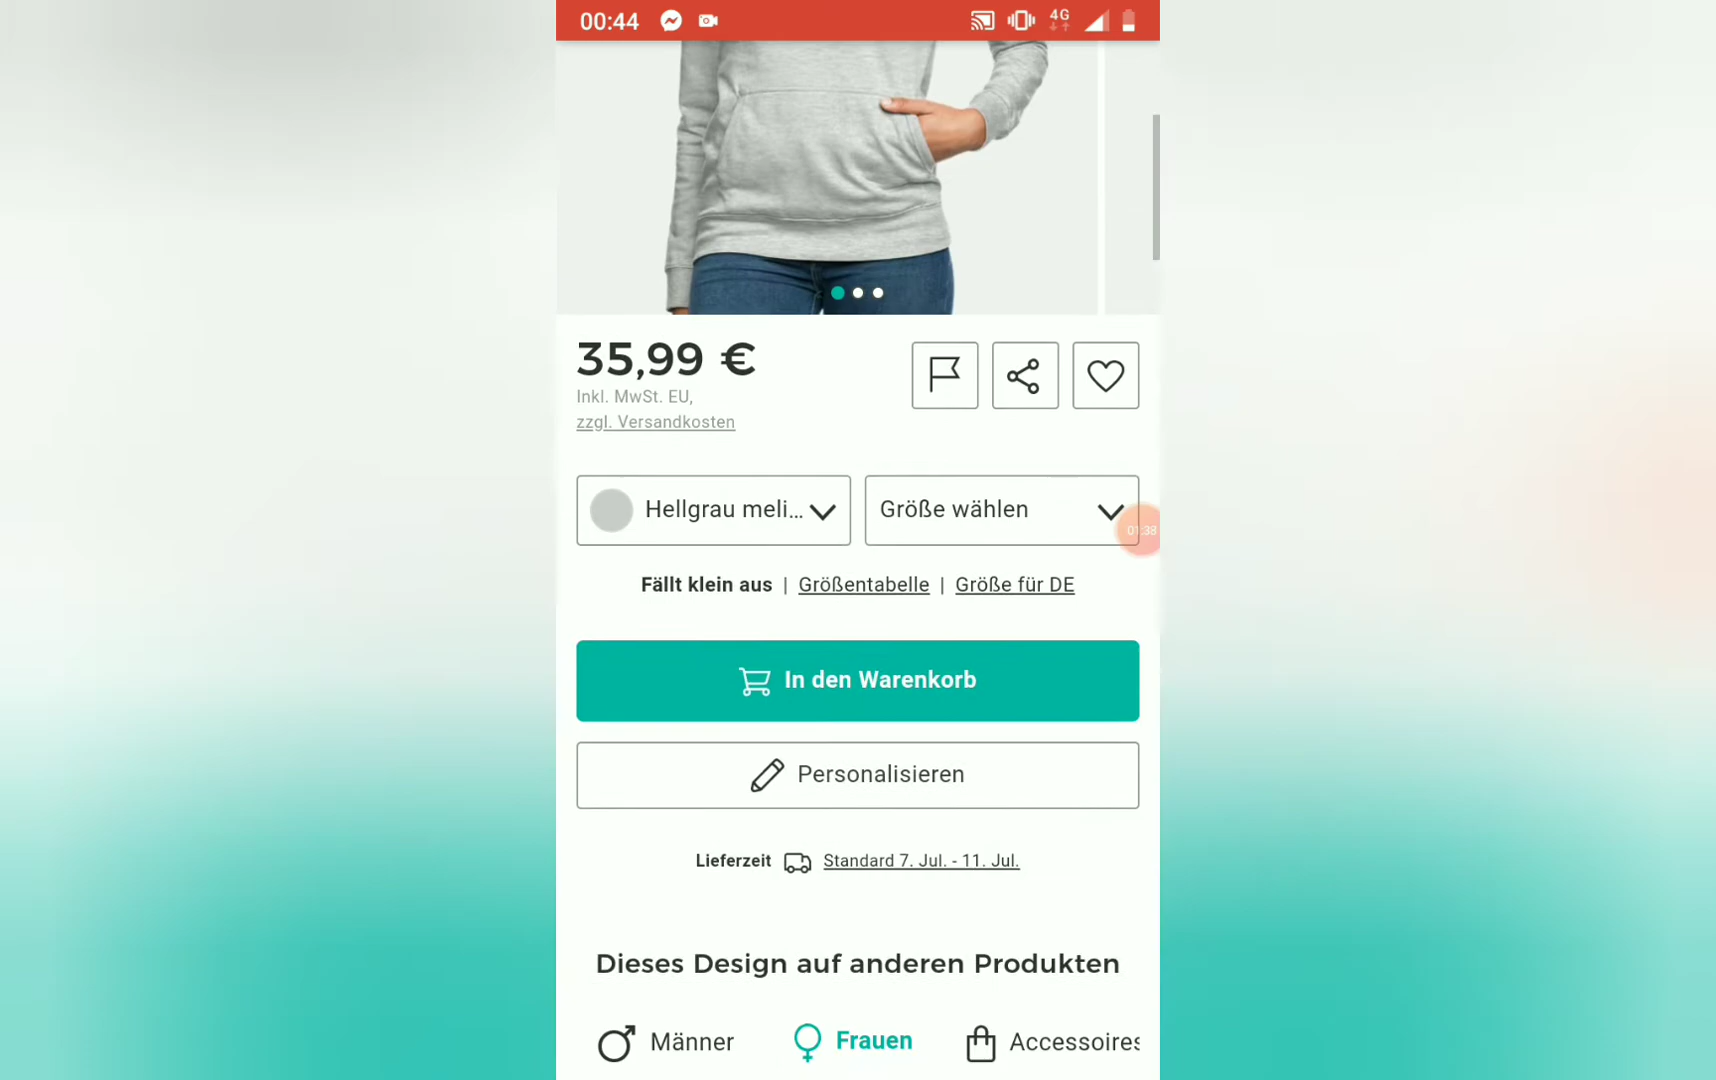 00:44
4G
35,99 €
Inkl. MwSt. EU,
zzgl. Versandkosten
Hellgrau meli...
Größe wählen
01:38
Fällt klein aus | Größentabelle | Größe für DE
In den Warenkorb
Personalisieren
Lieferzeit Standard 7. Jul. - 11. Jul.
Dieses Design auf anderen Produkten
Männer Frauen Accessoires